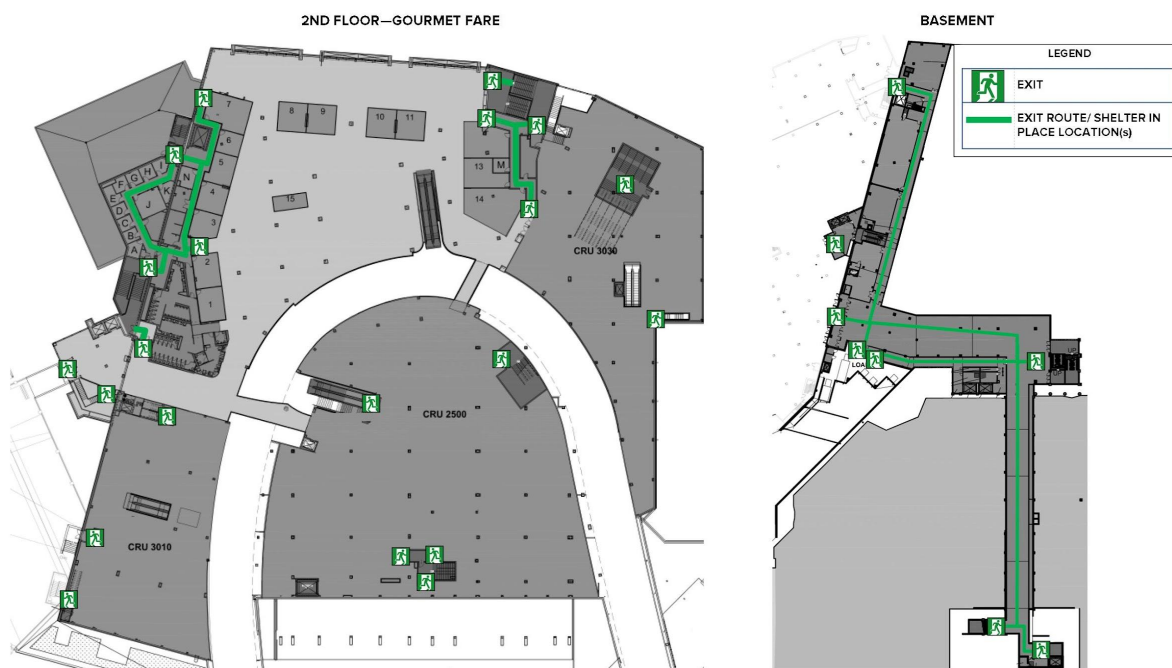 2ND FLOOR—GOURMET FARE
BASEMENT
LEGEND
EXIT
EXIT ROUTE/ SHELTER IN
PLACE LOCATION(s)
7
8
9
10
11
6
5
I
H
G
F
E
D
C
B
A
A
J
K
N
4
3
2
1
13
M
14
15
CRU 3030
CRU 2500
CRU 3010
LOA